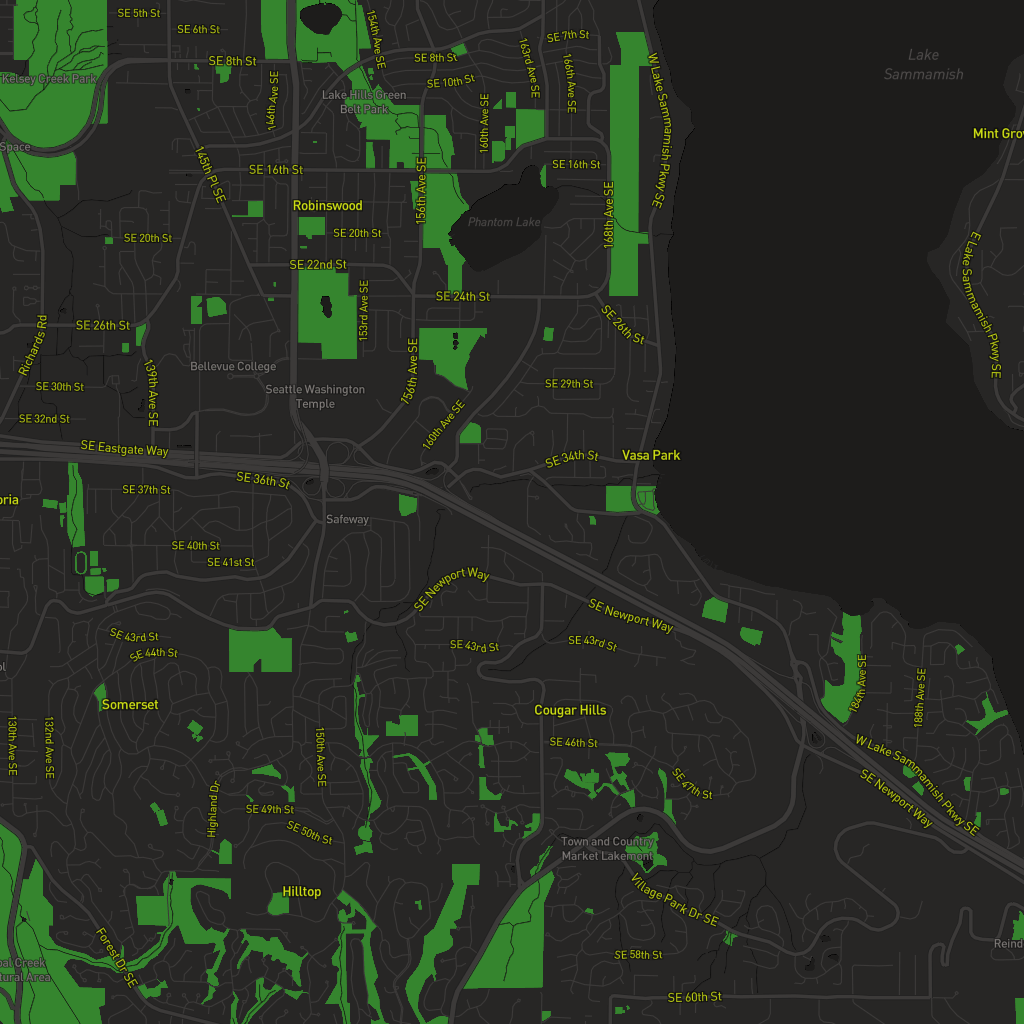 SE 5th St
SE 6th St
SE 8th St
154th Ave SE
SE 8th St
SE 7th St
163rd Ave SE
166th Ave SE
W Lake Sammamish Pkwy SE
Lake
Sammamish
Kelsey Creek Park
146th Ave SE
Lake Hills Green
Belt Park
SE 10th St
160th Ave SE
Space
145th Pl SE
SE 16th St
156th Ave SE
SE 16th St
168th Ave SE
Robinswood
Phantom Lake
SE 20th St
SE 20th St
SE 22nd St
E Lake Sammamish Pkwy SE
SE 24th St
153rd Ave SE
SE 26th St
SE 26th St
Richards Rd
139th Ave SE
Bellevue College
156th Ave SE
SE 30th St
Seattle Washington
Temple
SE 29th St
SE 32nd St
160th Ave SE
SE Eastgate Way
SE 34th St
Vasa Park
SE 36th St
SE 37th St
Safeway
SE 40th St
SE 41st St
SE Newport Way
SE Newport Way
SE 43rd St
SE 44th St
SE 43rd St
SE 43rd St
184th Ave SE
188th Ave SE
Somerset
Cougar Hills
130th Ave SE
132nd Ave SE
150th Ave SE
SE 46th St
W Lake Sammamish Pkwy SE
SE 47th St
SE Newport Way
Highland Dr
SE 49th St
SE 50th St
Town and Country
Market Lakemont
Village Park Dr SE
Hilltop
Forest Dr SE
SE 58th St
SE 60th St